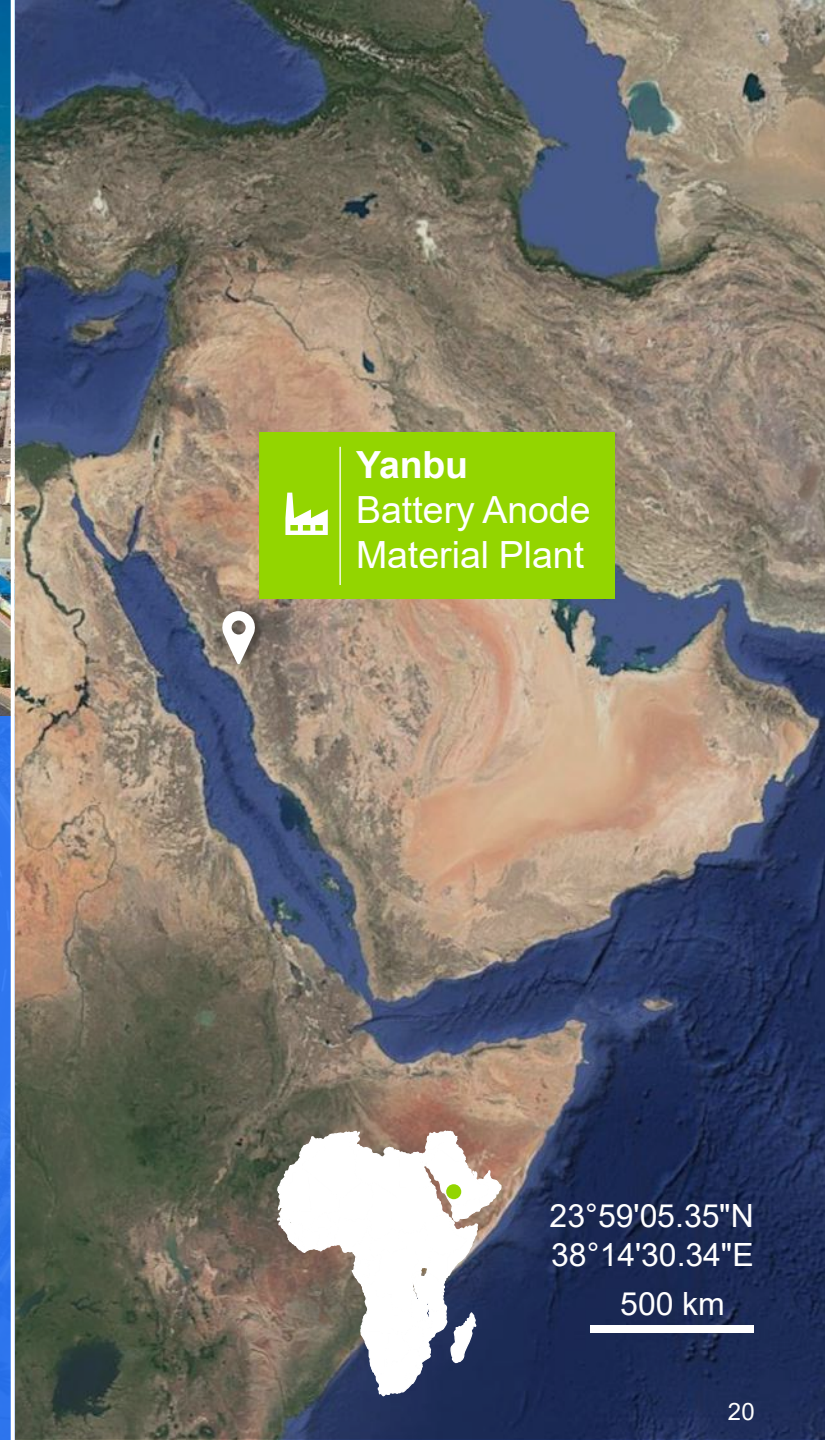 Yanbu
Battery Anode
Material Plant
23°59'05.35"N
38°14'30.34"E
500 km
20